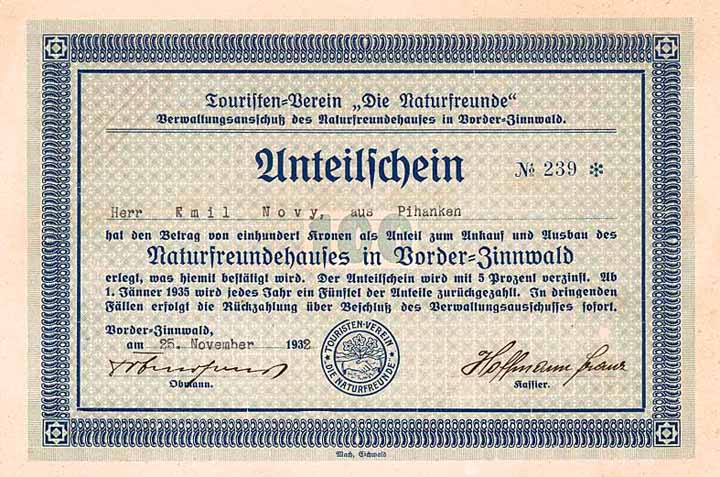 Touristen-Verein „Die Naturfreunde“
Verwaltungsausschuß des Naturfreundehauses in Vorder-Zinnwald.
Anteilschein
№ 239 *
Herr Emil Novy, aus Pihanken
hat den Betrag von einhundert Kronen als Anteil zum Ankauf und Ausbau des
Naturfreundehauses in Vorder-Zinnwald
erlegt, was hiemit bestätigt wird. Der Anteilschein wird mit 5 Prozent verzinst. Ab
1. Jänner 1935 wird jedes Jahr ein Fünftel der Anteile zurückgezahlt. In dringenden
Fällen erfolgt die Rückzahlung über Beschluß des Verwaltungsausschusses sofort.
Vorder-Zinnwald,
am 25. November 1932
TOURISTEN-VEREIN
"DIE NATURFREUNDE"
Hoffmann Franz
Obmann.
Kassier.
Mach, Eichwald